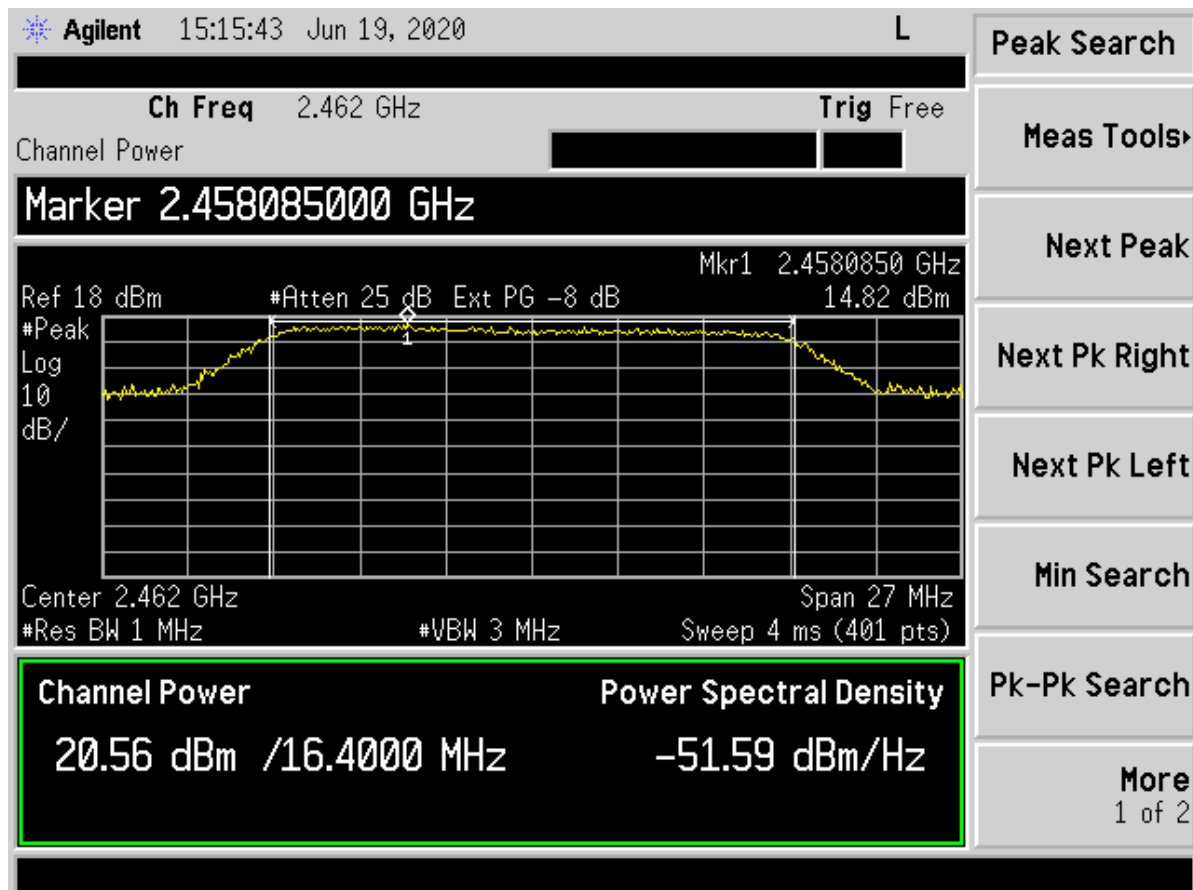 Agilent 15:15:43 Jun 19, 2020 L
Peak Search
Ch Freq 2.462 GHz Trig Free
Channel Power
Meas Tools▸
Marker 2.458085000 GHz
Next Peak
Mkr1 2.4580850 GHz
Ref 18 dBm #Atten 25 dB Ext PG -8 dB 14.82 dBm
#Peak
Log
10
dB/
1
Next Pk Right
Next Pk Left
Min Search
Center 2.462 GHz Span 27 MHz
#Res BW 1 MHz #VBW 3 MHz Sweep 4 ms (401 pts)
Channel Power Power Spectral Density
20.56 dBm /16.4000 MHz -51.59 dBm/Hz
Pk-Pk Search
More
1 of 2